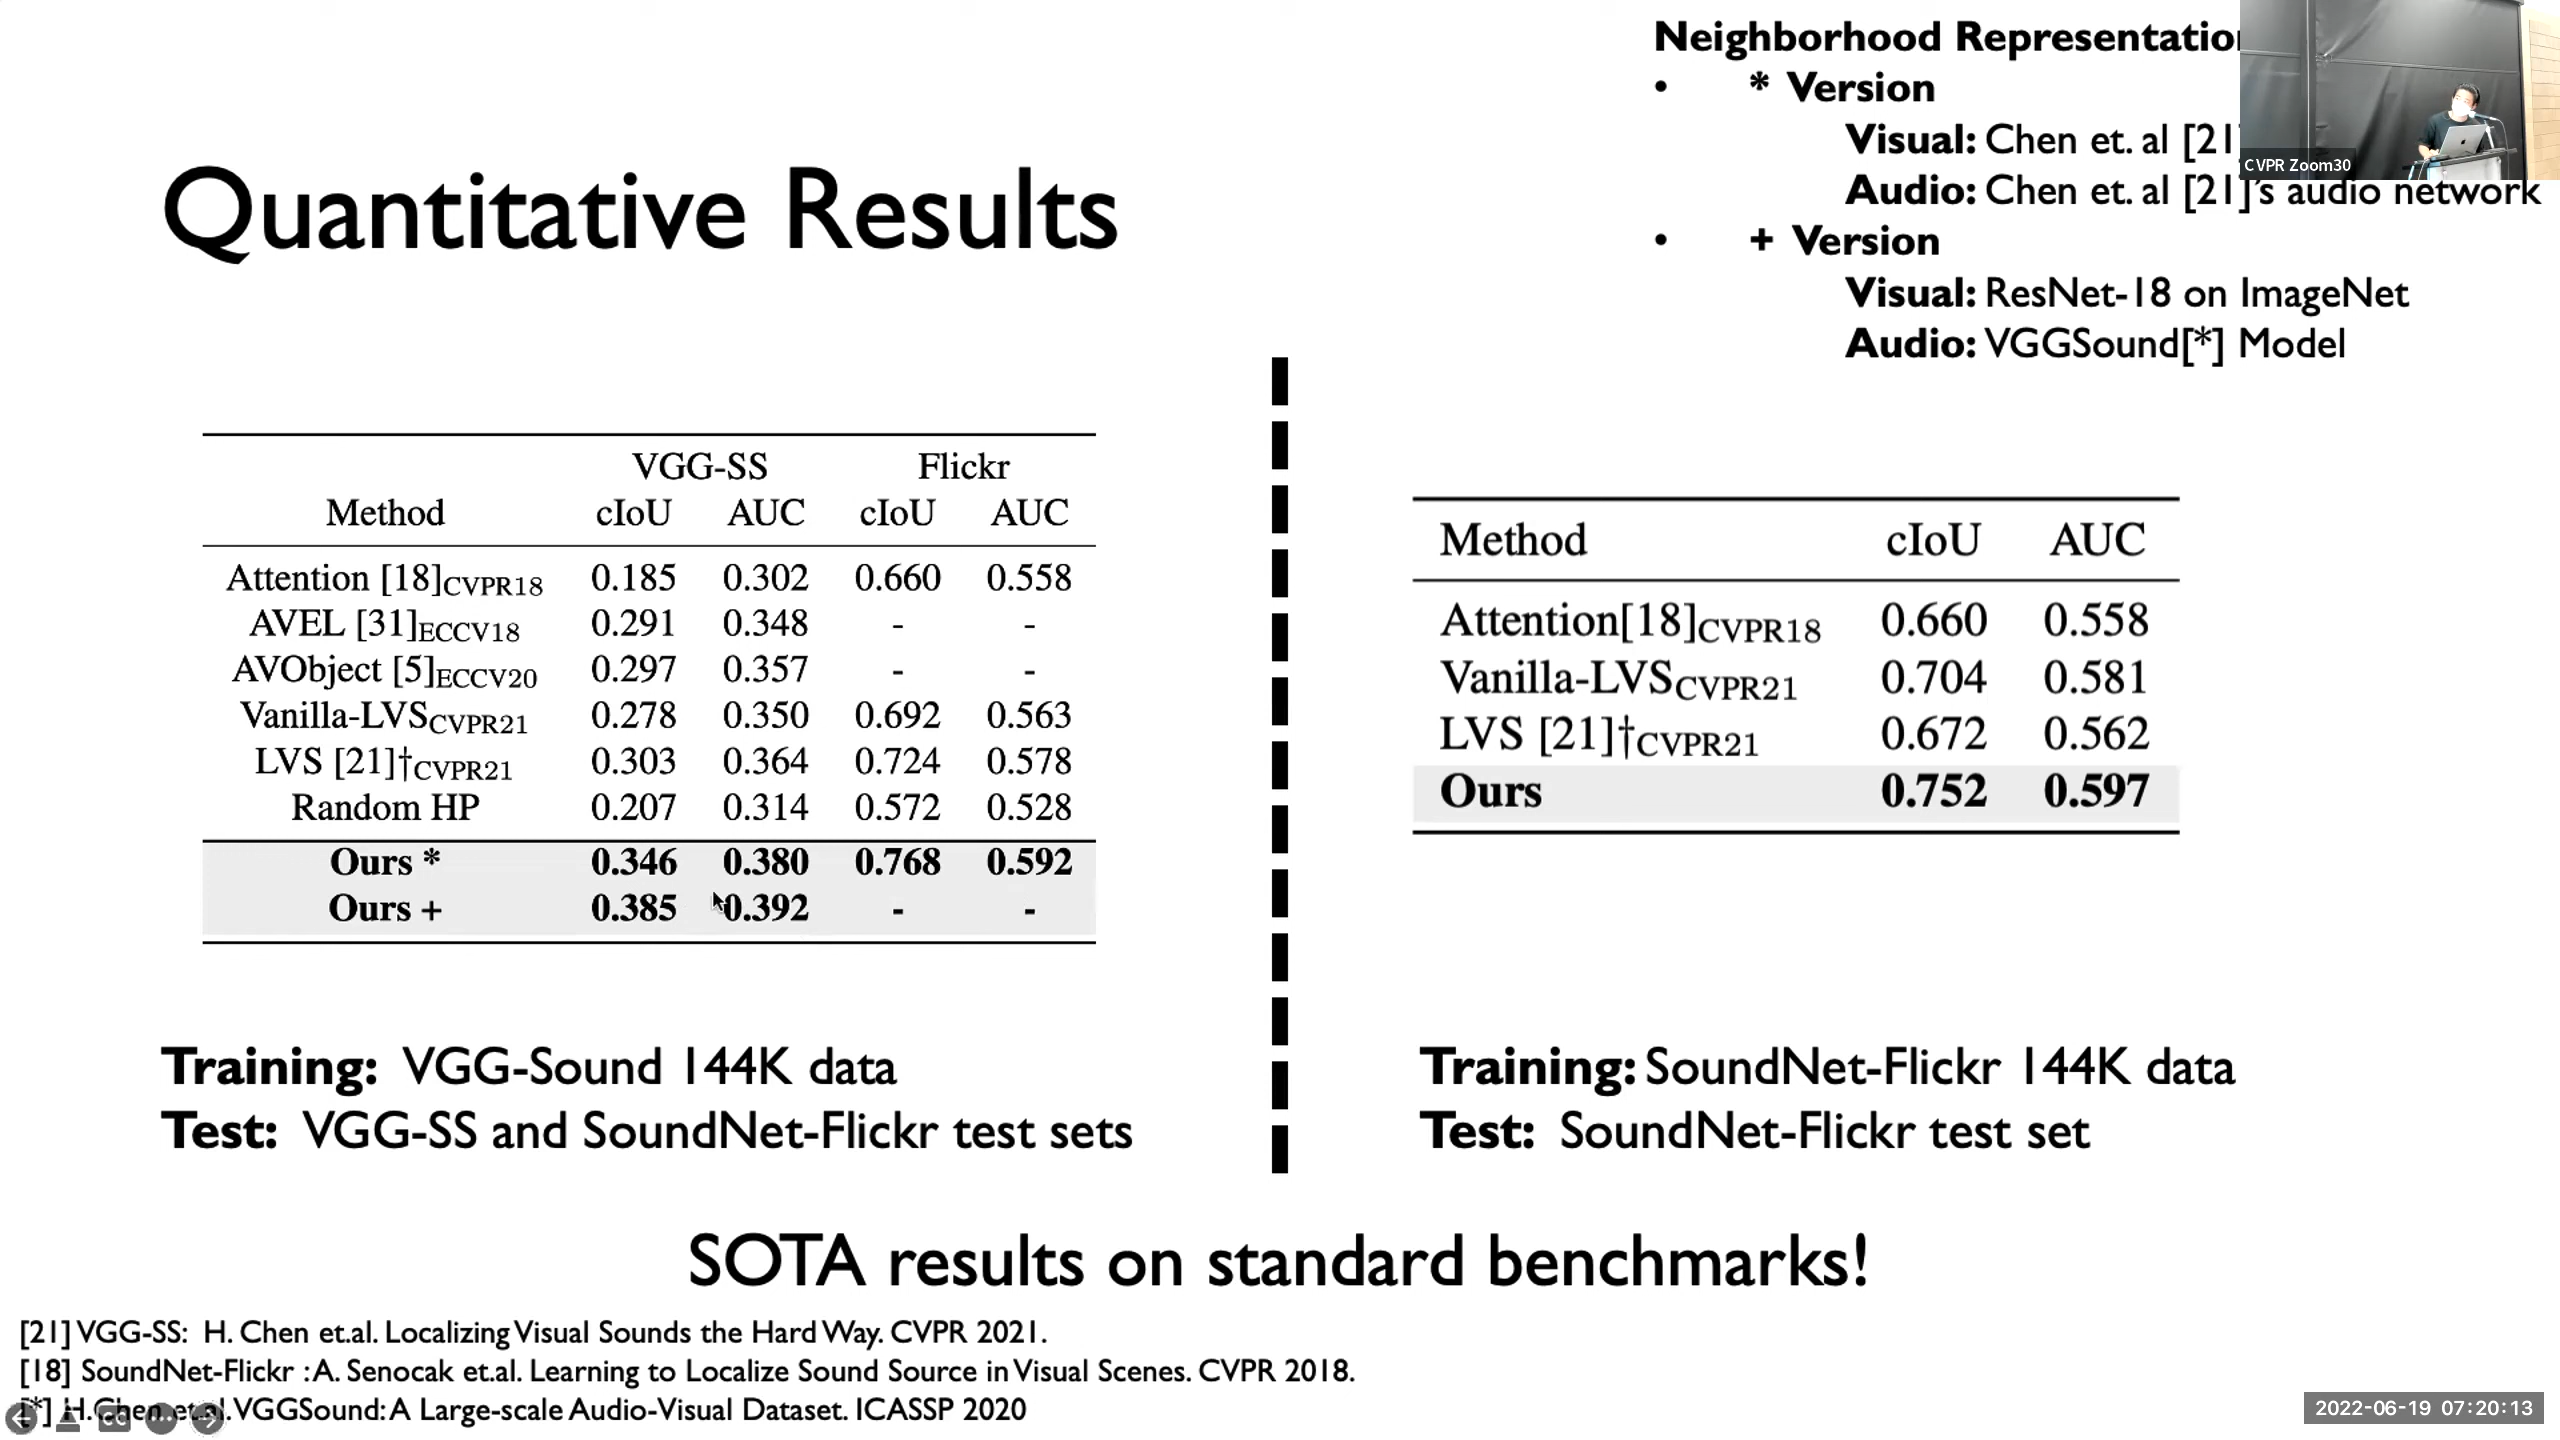 Neighborhood
* Version
Visual: Chen et. al
Audio: Chen et. al [21]'s audio network
+ Version
Visual: ResNet-18 on ImageNet
Audio: VGGSound[*] Model
CVPR Zoom30
Quantitative Results
VGG-SS Flickr
Method cIoU AUC cIoU AUC
Attention [18]CVPR18 0.185 0.302 0.660 0.558
AVEL [31]ECCV18 0.291 0.348 - -
AVObject [5]ECCV20 0.297 0.357 - -
Vanilla-LVSCVPR21 0.278 0.350 0.692 0.563
LVS [21]†CVPR21 0.303 0.364 0.724 0.578
Random HP 0.207 0.314 0.572 0.528
Ours * 0.346 0.380 0.768 0.592
Ours + 0.385 0.392 - -
Training: VGG-Sound 144K data
Test: VGG-SS and SoundNet-Flickr test sets
Method cIoU AUC
Attention[18]CVPR18 0.660 0.558
Vanilla-LVSCVPR21 0.704 0.581
LVS [21]†CVPR21 0.672 0.562
Ours 0.752 0.597
Training: SoundNet-Flickr 144K data
Test: SoundNet-Flickr test set
SOTA results on standard benchmarks!
[21] VGG-SS: H. Chen et.al. Localizing Visual Sounds the Hard Way. CVPR 2021.
[18] SoundNet-Flickr : A. Senocak et.al. Learning to Localize Sound Source in Visual Scenes. CVPR 2018.
[*] H.Chen et.al. VGGSound: A Large-scale Audio-Visual Dataset. ICASSP 2020
2022-06-19 07:20:13